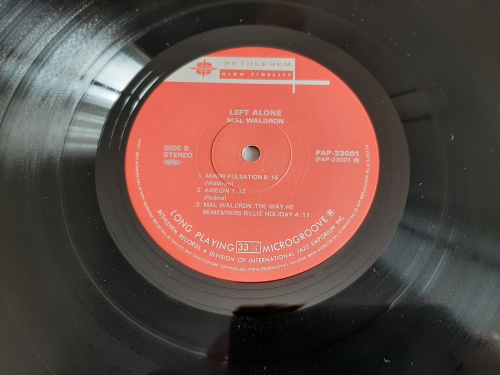 BETHLEHEM
HIGH FIDELITY
LEFT ALONE
MAL WALDRON
SIDE B
STEREO
PAP-23001
(PAP-23001 B)
1. MINOR PULSATION 8:15
(Waldron)
2. AIREGIN 7:12
(Rollins)
3. MAL WALDRON: THE WAY HE
REMEMBERS BILLIE HOLIDAY 4:11
LONG PLAYING 33⅓ MICROGROOVE ®
BETHLEHEM RECORDS A DIVISION OF INTERNATIONAL JAZZ EMPORIUM, INC.